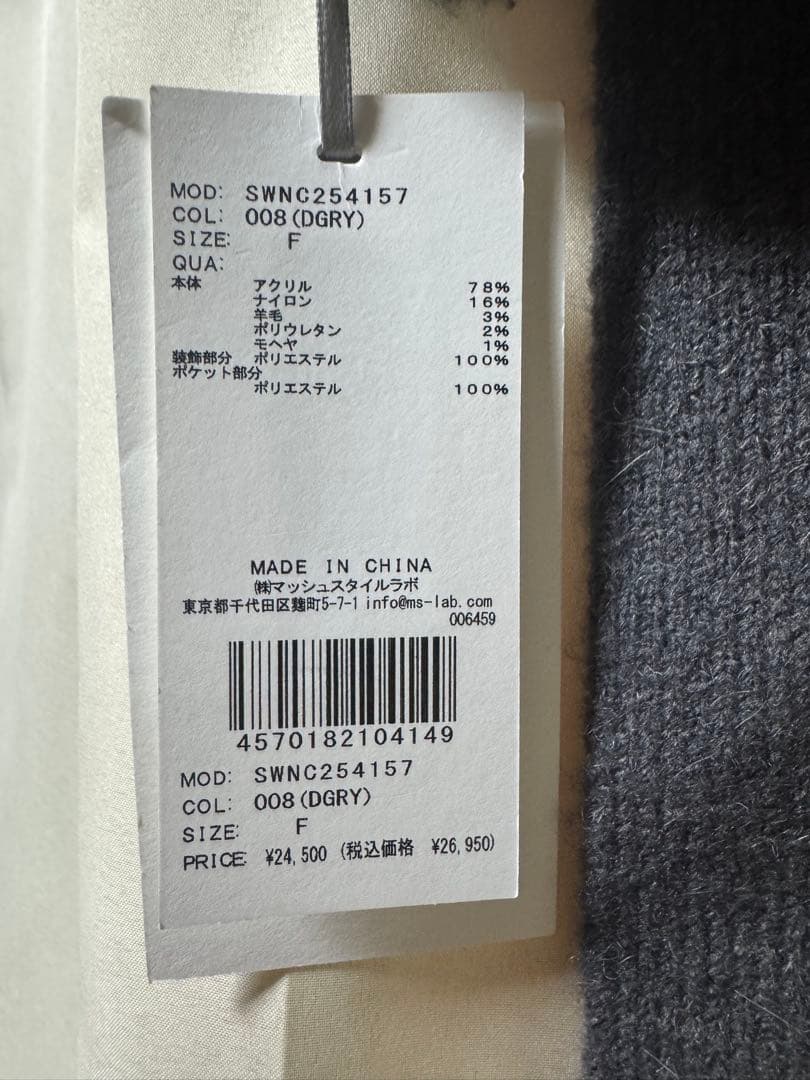 MOD: SWNC254157
COL: 008(DGRY)
SIZE: F
QUA:
本体 アクリル 78%
ナイロン 16%
羊毛 3%
ポリウレタン 2%
モヘヤ 1%
装飾部分 ポリエステル 100%
ポケット部分
ポリエステル 100%
MADE IN CHINA
㈱マッシュスタイルラボ
東京都千代田区麹町5-7-1 info@ms-lab.com
006459
4570182104149
MOD: SWNC254157
COL: 008(DGRY)
SIZE: F
PRICE: ¥24,500 (税込価格 ¥26,950)